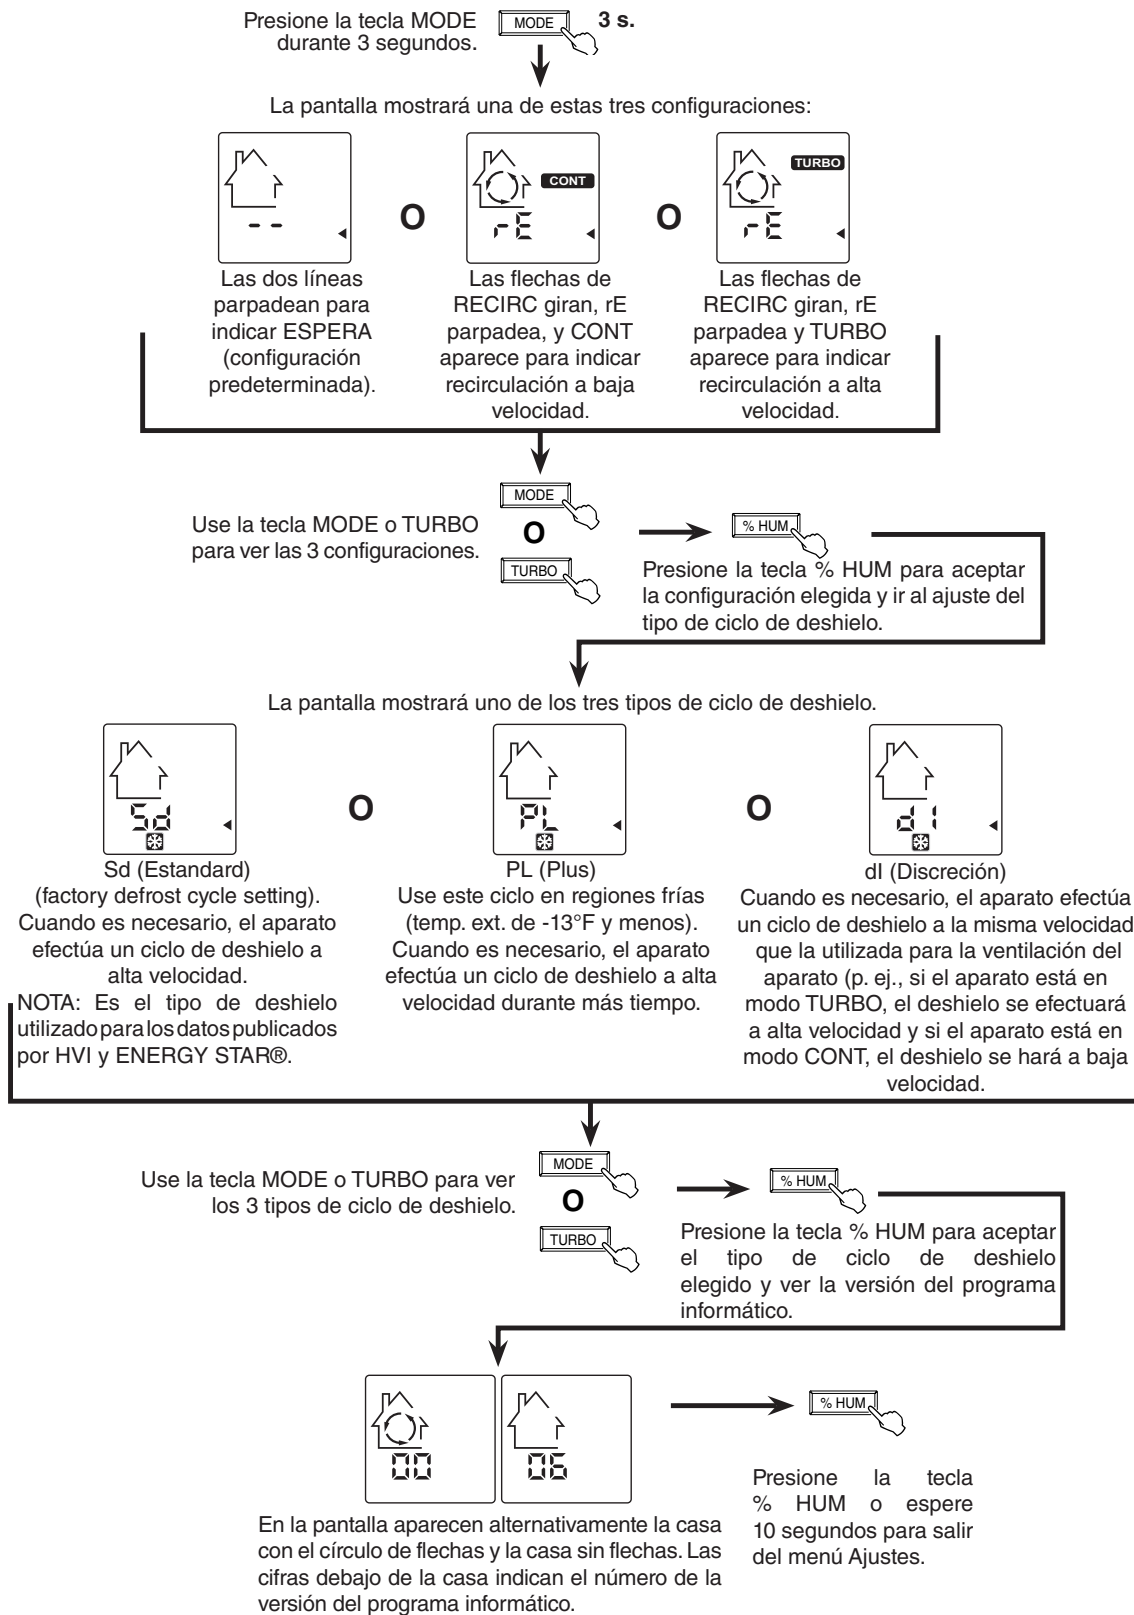 Presione la tecla MODE
durante 3 segundos.
MODE
3 s.
La pantalla mostrará una de estas tres configuraciones:
--
O
CONT
rE
O
TURBO
rE
Las dos líneas
parpadean para
indicar ESPERA
(configuración
predeterminada).
Las flechas de
RECIRC giran, rE
parpadea, y CONT
aparece para indicar
recirculación a baja
velocidad.
Las flechas de
RECIRC giran, rE
parpadea y TURBO
aparece para indicar
recirculación a alta
velocidad.
Use la tecla MODE o TURBO
para ver las 3 configuraciones.
MODE
O
TURBO
% HUM
Presione la tecla % HUM para aceptar
la configuración elegida y ir al ajuste del
tipo de ciclo de deshielo.
La pantalla mostrará uno de los tres tipos de ciclo de deshielo.
Sd
O
PL
O
dI
Sd (Estandard)
(factory defrost cycle setting).
Cuando es necesario, el aparato
efectúa un ciclo de deshielo a
alta velocidad.
NOTA: Es el tipo de deshielo
utilizado para los datos publicados
por HVI y ENERGY STAR®.
PL (Plus)
Use este ciclo en regiones frías
(temp. ext. de -13°F y menos).
Cuando es necesario, el aparato
efectúa un ciclo de deshielo a alta
velocidad durante más tiempo.
dI (Discreción)
Cuando es necesario, el aparato efectúa
un ciclo de deshielo a la misma velocidad
que la utilizada para la ventilación del
aparato (p. ej., si el aparato está en
modo TURBO, el deshielo se efectuará
a alta velocidad y si el aparato está en
modo CONT, el deshielo se hará a baja
velocidad.
Use la tecla MODE o TURBO para ver
los 3 tipos de ciclo de deshielo.
MODE
O
TURBO
% HUM
Presione la tecla % HUM para aceptar
el tipo de ciclo de deshielo
elegido y ver la versión del programa
informático.
00
06
% HUM
En la pantalla aparecen alternativamente la casa
con el círculo de flechas y la casa sin flechas. Las
cifras debajo de la casa indican el número de la
versión del programa informático.
Presione la tecla
% HUM o espere
10 segundos para salir
del menú Ajustes.